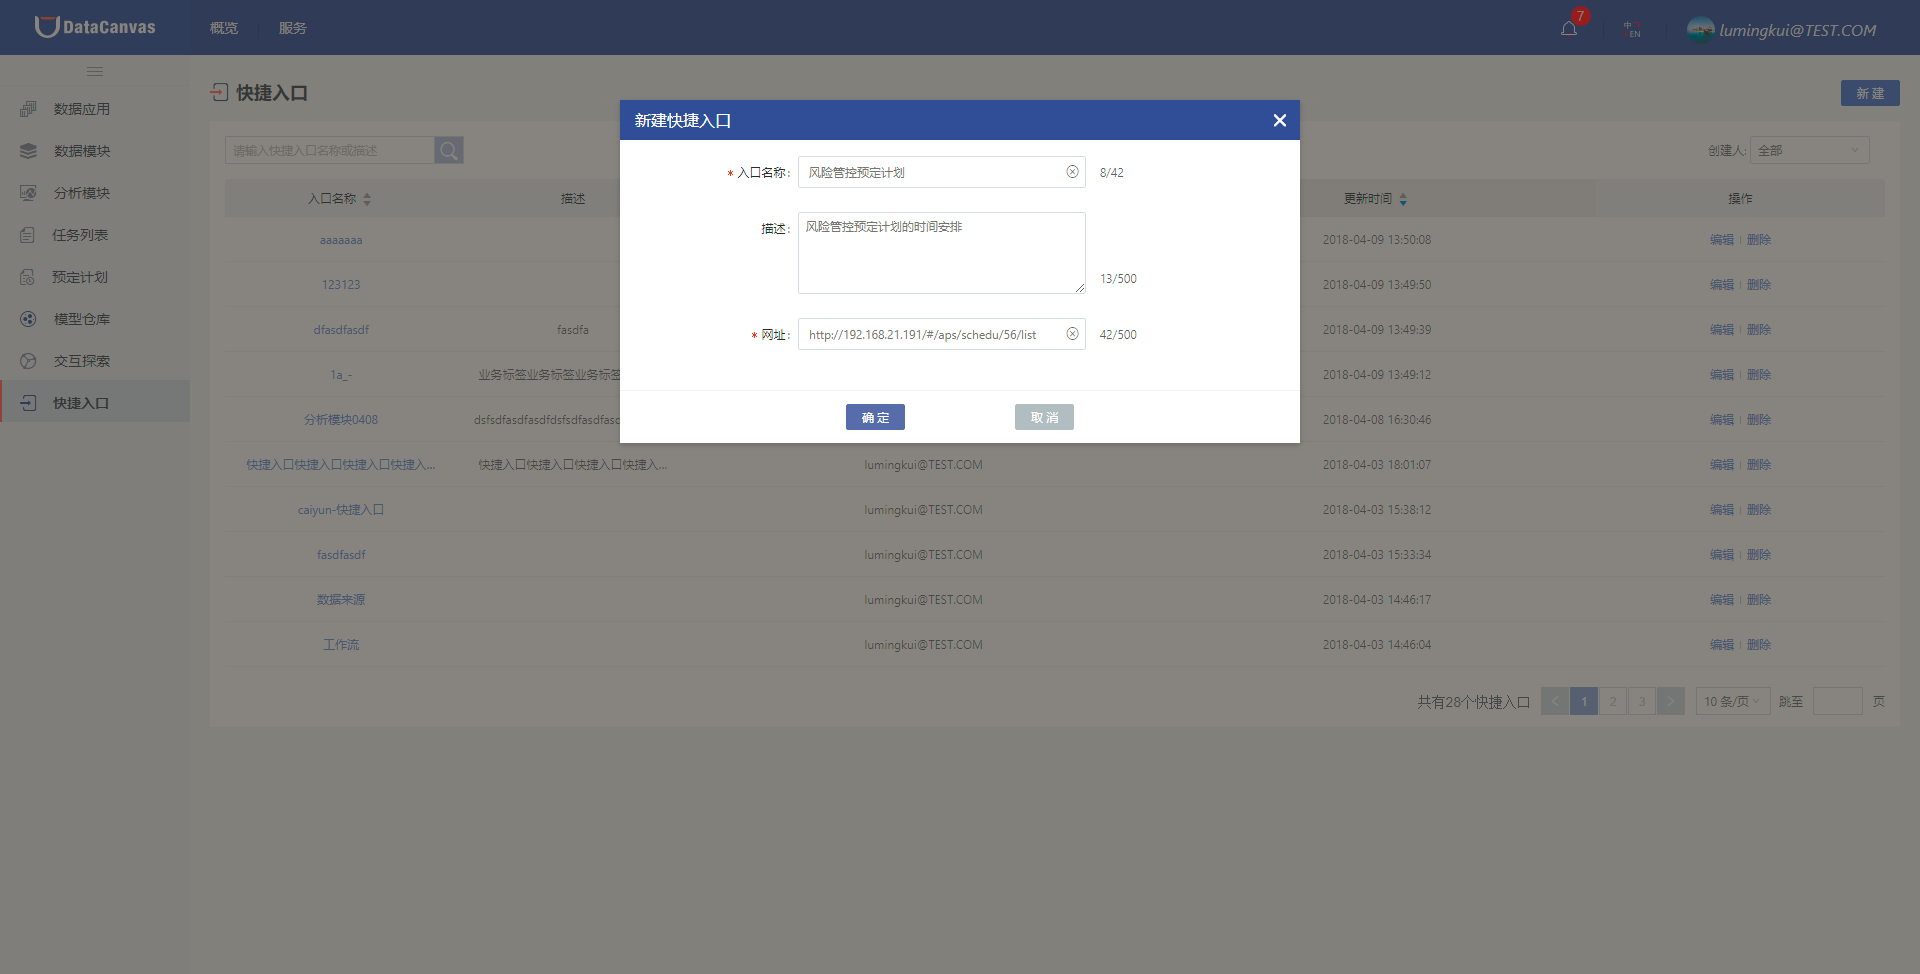 DataCanvas
概览
服务
7
中
EN
lumingkui@TEST.COM
数据应用
数据模块
分析模块
任务列表
预定计划
模型仓库
交互探索
快捷入口
快捷入口
新 建
请输入快捷入口名称或描述
创建人:
全部
入口名称
描述
更新时间
操作
aaaaaaa
2018-04-09 13:50:08
编辑
删除
123123
2018-04-09 13:49:50
编辑
删除
dfasdfasdf
fasdfa
2018-04-09 13:49:39
编辑
删除
1a_-
业务标签业务标签业务标签
2018-04-09 13:49:12
编辑
删除
分析模块0408
dsfsdfasdfasdfdsfsdfasdfasc
2018-04-08 16:30:46
编辑
删除
快捷入口快捷入口快捷入口快捷入...
快捷入口快捷入口快捷入口快捷入...
lumingkui@TEST.COM
2018-04-03 18:01:07
编辑
删除
caiyun-快捷入口
lumingkui@TEST.COM
2018-04-03 15:38:12
编辑
删除
fasdfasdf
lumingkui@TEST.COM
2018-04-03 15:33:34
编辑
删除
数据来源
lumingkui@TEST.COM
2018-04-03 14:46:17
编辑
删除
工作流
lumingkui@TEST.COM
2018-04-03 14:46:04
编辑
删除
共有28个快捷入口
1
2
3
10 条/页
跳至
页
新建快捷入口
* 入口名称:
风险管控预定计划
8/42
描述:
风险管控预定计划的时间安排
13/500
* 网址:
http://192.168.21.191/#/aps/schedu/56/list
42/500
确 定
取 消